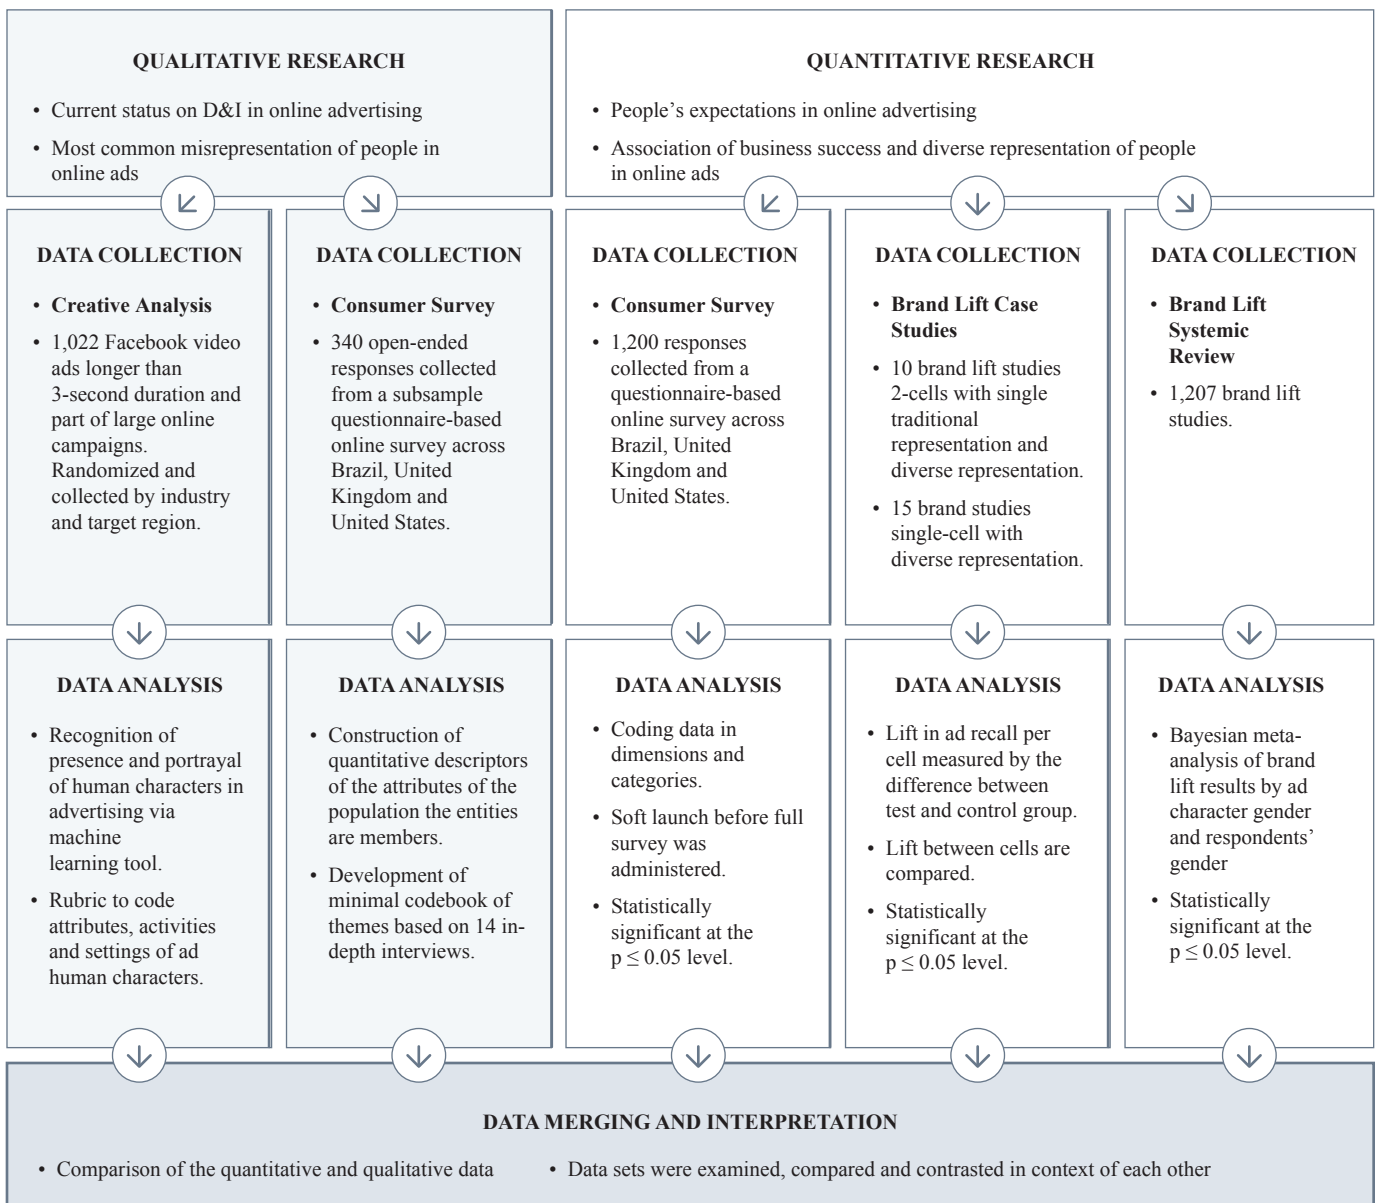 QUALITATIVE RESEARCH
• Current status on D&I in online advertising
• Most common misrepresentation of people in
online ads
QUANTITATIVE RESEARCH
• People’s expectations in online advertising
• Association of business success and diverse representation of people
in online ads
DATA COLLECTION
• Creative Analysis
• 1,022 Facebook video
ads longer than
3-second duration and
part of large online
campaigns.
Randomized and
collected by industry
and target region.
DATA COLLECTION
• Consumer Survey
• 340 open-ended
responses collected
from a subsample
questionnaire-based
online survey across
Brazil, United
Kingdom and
United States.
DATA COLLECTION
• Consumer Survey
• 1,200 responses
collected from a
questionnaire-based
online survey across
Brazil, United
Kingdom and
United States.
DATA COLLECTION
• Brand Lift Case
Studies
• 10 brand lift studies
2-cells with single
traditional
representation and
diverse representation.
• 15 brand studies
single-cell with
diverse representation.
DATA COLLECTION
• Brand Lift
Systemic
Review
• 1,207 brand lift
studies.
DATA ANALYSIS
• Recognition of
presence and portrayal
of human characters in
advertising via
machine
learning tool.
• Rubric to code
attributes, activities
and settings of ad
human characters.
DATA ANALYSIS
• Construction of
quantitative descriptors
of the attributes of the
population the entities
are members.
• Development of
minimal codebook of
themes based on 14 in-
depth interviews.
DATA ANALYSIS
• Coding data in
dimensions and
categories.
• Soft launch before full
survey was
administered.
• Statistically
significant at the
p ≤ 0.05 level.
DATA ANALYSIS
• Lift in ad recall per
cell measured by the
difference between
test and control group.
• Lift between cells are
compared.
• Statistically
significant at the
p ≤ 0.05 level.
DATA ANALYSIS
• Bayesian meta-
analysis of brand
lift results by ad
character gender
and respondents’
gender
• Statistically
significant at the
p ≤ 0.05 level.
DATA MERGING AND INTERPRETATION
• Comparison of the quantitative and qualitative data
• Data sets were examined, compared and contrasted in context of each other